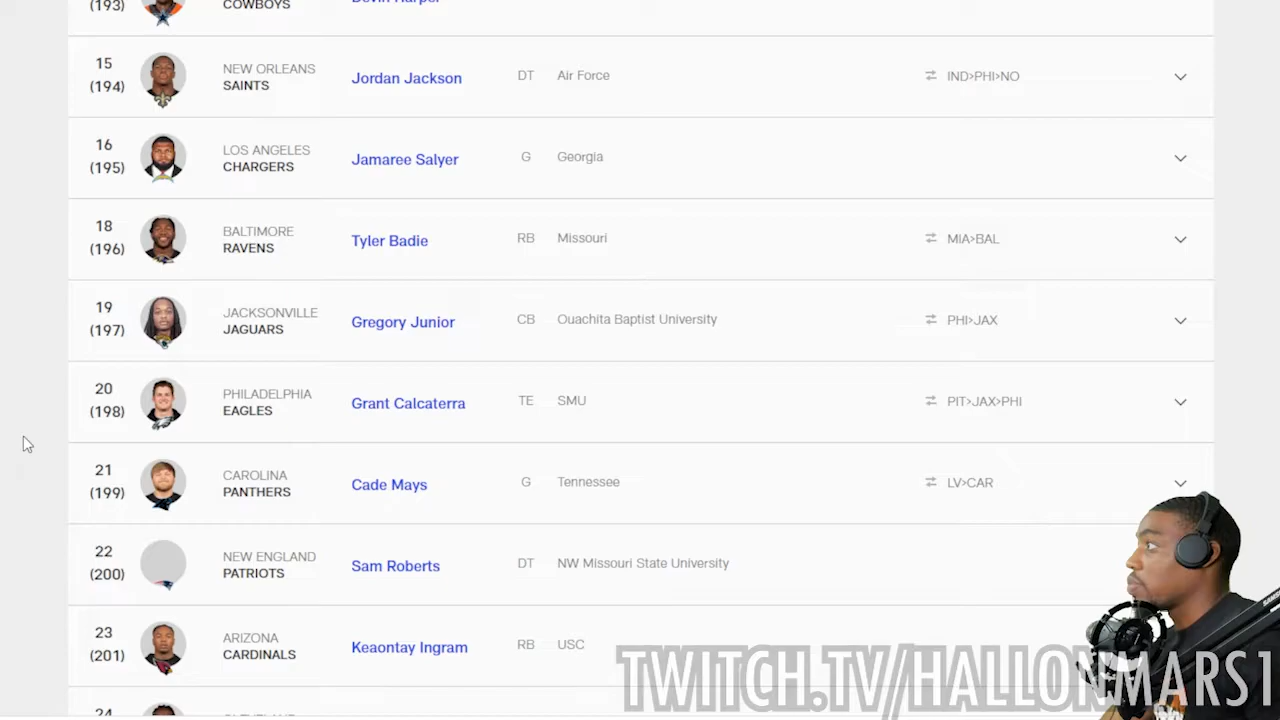 (193)
COWBOYS
Devin Harper
15
(194)
NEW ORLEANS
SAINTS
Jordan Jackson
DT
Air Force
IND>PHI>NO
16
(195)
LOS ANGELES
CHARGERS
Jamaree Salyer
G
Georgia
18
(196)
BALTIMORE
RAVENS
Tyler Badie
RB
Missouri
MIA>BAL
19
(197)
JACKSONVILLE
JAGUARS
Gregory Junior
CB
Ouachita Baptist University
PHI>JAX
20
(198)
PHILADELPHIA
EAGLES
Grant Calcaterra
TE
SMU
PIT>JAX>PHI
21
(199)
CAROLINA
PANTHERS
Cade Mays
G
Tennessee
LV>CAR
22
(200)
NEW ENGLAND
PATRIOTS
Sam Roberts
DT
NW Missouri State University
23
(201)
ARIZONA
CARDINALS
Keaontay Ingram
RB
USC
TWITCH.TV/HALLONMARS1
24
CLEVELAND